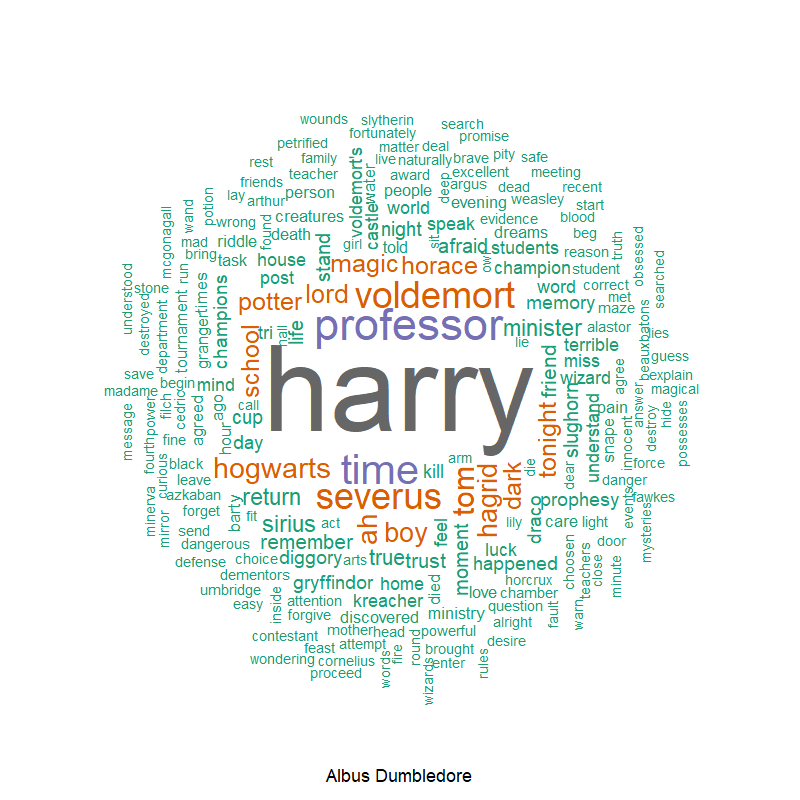 wounds
slytherin
search
fortunately
promise
petrified
matter
deal
rest
family
live
naturally
brave
pity
safe
teacher
award
excellent
meeting
friends
voldemort's
water
deep
argus
dead
recent
lay
arthur
person
people
evening
weasley
start
potion
wand
mcgonagall
wrong
found
creatures
castle
world
evidence
blood
mad
riddle
death
girl
night
speak
dreams
beg
truth
bring
told
sit
afraid
students
reason
obsessed
searched
task
house
stand
magic
horace
owl
champion
student
correct
understood
stone
post
lord
voldemort
word
met
beauxbatons
destroyed
department
tournament
run
grangertimes
champions
potter
life
memory
maze
hall
tri
professor
minister
alastor
lies
save
school
harry
lie
terrible
guess
madame
begin
mind
miss
agree
explain
message
fourthpower
filch
cedric
agreed
ago
call
friend
wizard
answer
magical
cup
tonight
slughorn
pain
hide
possesses
fine
hour
day
understand
snape
innocent
destroy
black
hogwarts
time
kill
arm
die
dear
force
minerva
mirror
curious
leave
azkaban
severus
tom
hagrid
dark
danger
forget
barty
return
draco
prophesy
events
fawkes
send
fit
sirius
act
ah
boy
feel
lily
care
light
mysteries
dangerous
remember
moment
luck
door
defense
choice
diggory
arts
true
trust
happened
choosen
teachers
close
minute
dementors
gryffindor
home
died
horcrux
umbridge
inside
attention
kreacher
love
chamber
easy
forgive
discovered
ministry
question
fault
warn
contestant
mother
head
powerful
alright
feast
attempt
round
brought
desire
wondering
cornelius
words
fire
enter
rules
proceed
wizards
Albus Dumbledore